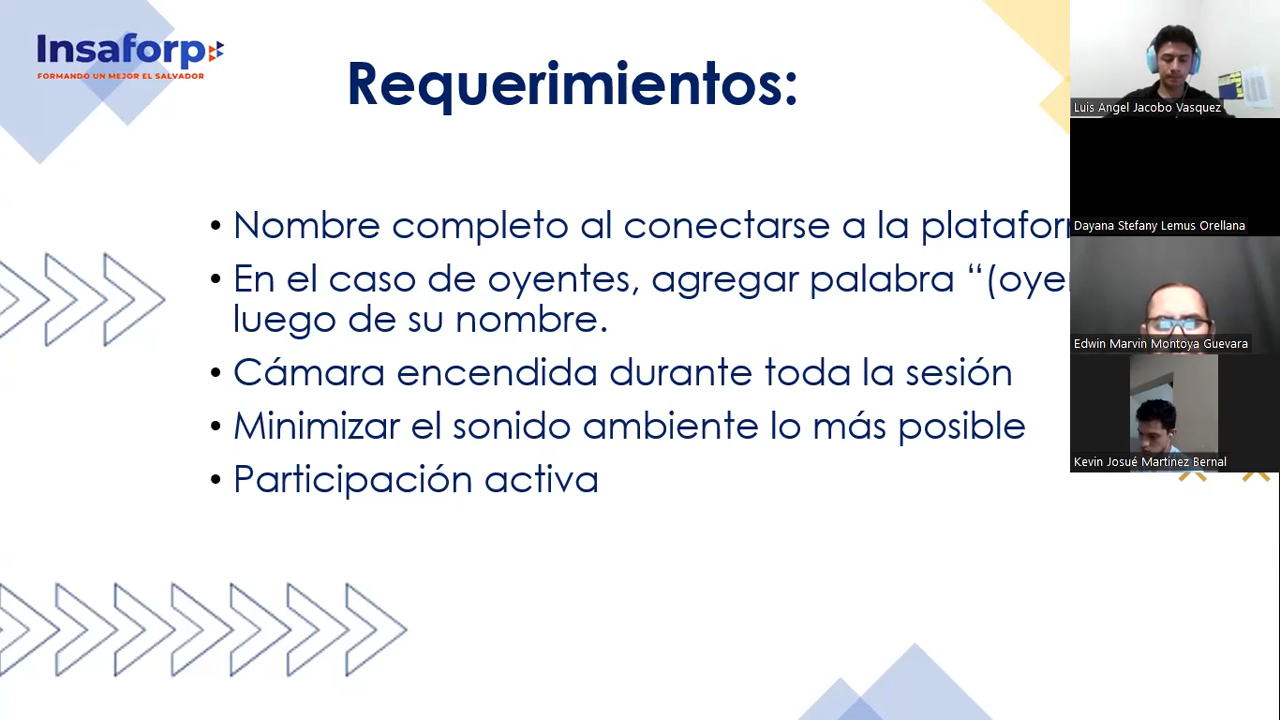 Insaforp
FORMANDO UN MEJOR EL SALVADOR
Requerimientos:
• Nombre completo al conectarse a la
• En el caso de oyentes, agregar palabra
luego de su nombre.
• Cámara encendida durante toda la sesión
• Minimizar el sonido ambiente lo más posible
• Participación activa
Luis Angel Jacobo Vasquez
Dayana Stefany Lemus Orellana
Edwin Marvin Montoya Guevara
Kevin Josué Martinez Bernal